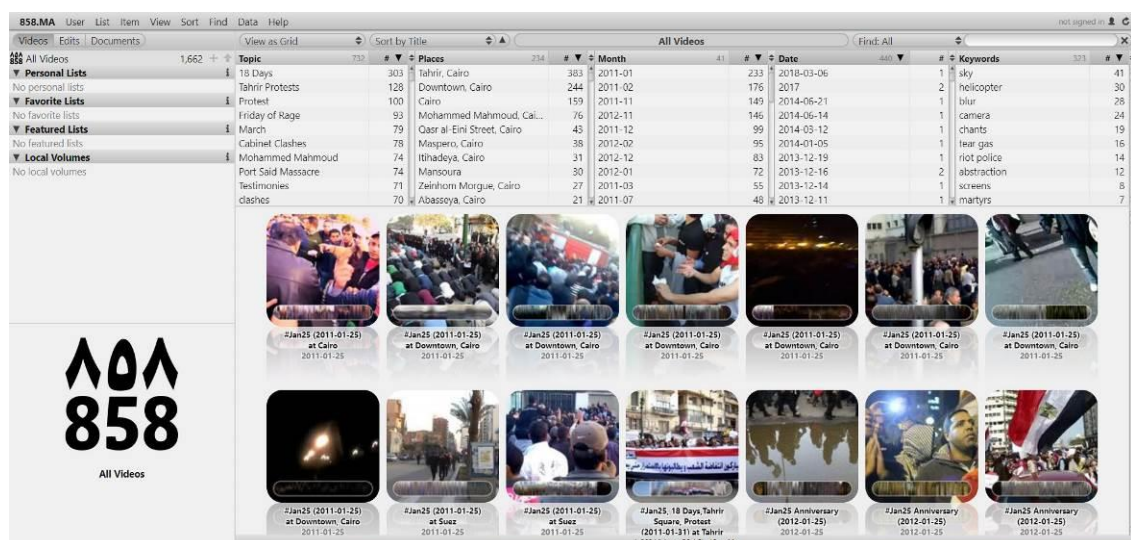 858.MA User List Item View Sort Find Data Help not signed in
Videos Edits Documents View as Grid Sort by Title All Videos Find: All
٨٥٨ 858 All Videos 1,662
Personal Lists
No personal lists
Favorite Lists
No favorite lists
Featured Lists
No featured lists
Local Volumes
No local volumes
Topic 732 # Places 234 # Month 41 # Date 440 # Keywords 323 #
18 Days 303 Tahrir, Cairo 383 2011-01 233 2018-03-06 1 sky 41
Tahrir Protests 128 Downtown, Cairo 244 2011-02 176 2017 2 helicopter 30
Protest 100 Cairo 159 2011-11 149 2014-06-21 1 blur 28
Friday of Rage 93 Mohammed Mahmoud, Cai... 76 2012-11 146 2014-06-14 1 camera 24
March 79 Qasr al-Eini Street, Cairo 43 2011-12 99 2014-03-12 1 chants 19
Cabinet Clashes 78 Maspero, Cairo 38 2012-02 95 2014-01-05 1 tear gas 16
Mohammed Mahmoud 74 Itihadeya, Cairo 31 2012-12 83 2013-12-19 1 riot police 14
Port Said Massacre 74 Mansoura 30 2012-01 72 2013-12-16 2 abstraction 12
Testimonies 71 Zeinhom Morgue, Cairo 27 2011-03 55 2013-12-14 1 screens 8
clashes 70 Abasseya, Cairo 21 2011-07 48 2013-12-11 1 martyrs 7
#Jan25 (2011-01-25) #Jan25 (2011-01-25) #Jan25 (2011-01-25) #Jan25 (2011-01-25) #Jan25 (2011-01-25) #Jan25 (2011-01-25) #Jan25 (2011-01-25)
at Cairo at Downtown, Cairo at Downtown, Cairo at Downtown, Cairo at Downtown, Cairo at Downtown, Cairo at Downtown, Cairo
2011-01-25 2011-01-25 2011-01-25 2011-01-25 2011-01-25 2011-01-25 2011-01-25
٨٥٨
858
All Videos
#Jan25 (2011-01-25) #Jan25 (2011-01-25) #Jan25 (2011-01-25) #Jan25, 18 Days,Tahrir #Jan25 Anniversary #Jan25 Anniversary #Jan25 Anniversary
at Downtown, Cairo at Suez at Suez Square, Protest (2012-01-25) (2012-01-25) (2012-01-25)
2011-01-25 2011-01-25 2011-01-25 (2011-01-31) at Tahrir 2012-01-25 2012-01-25 2012-01-25